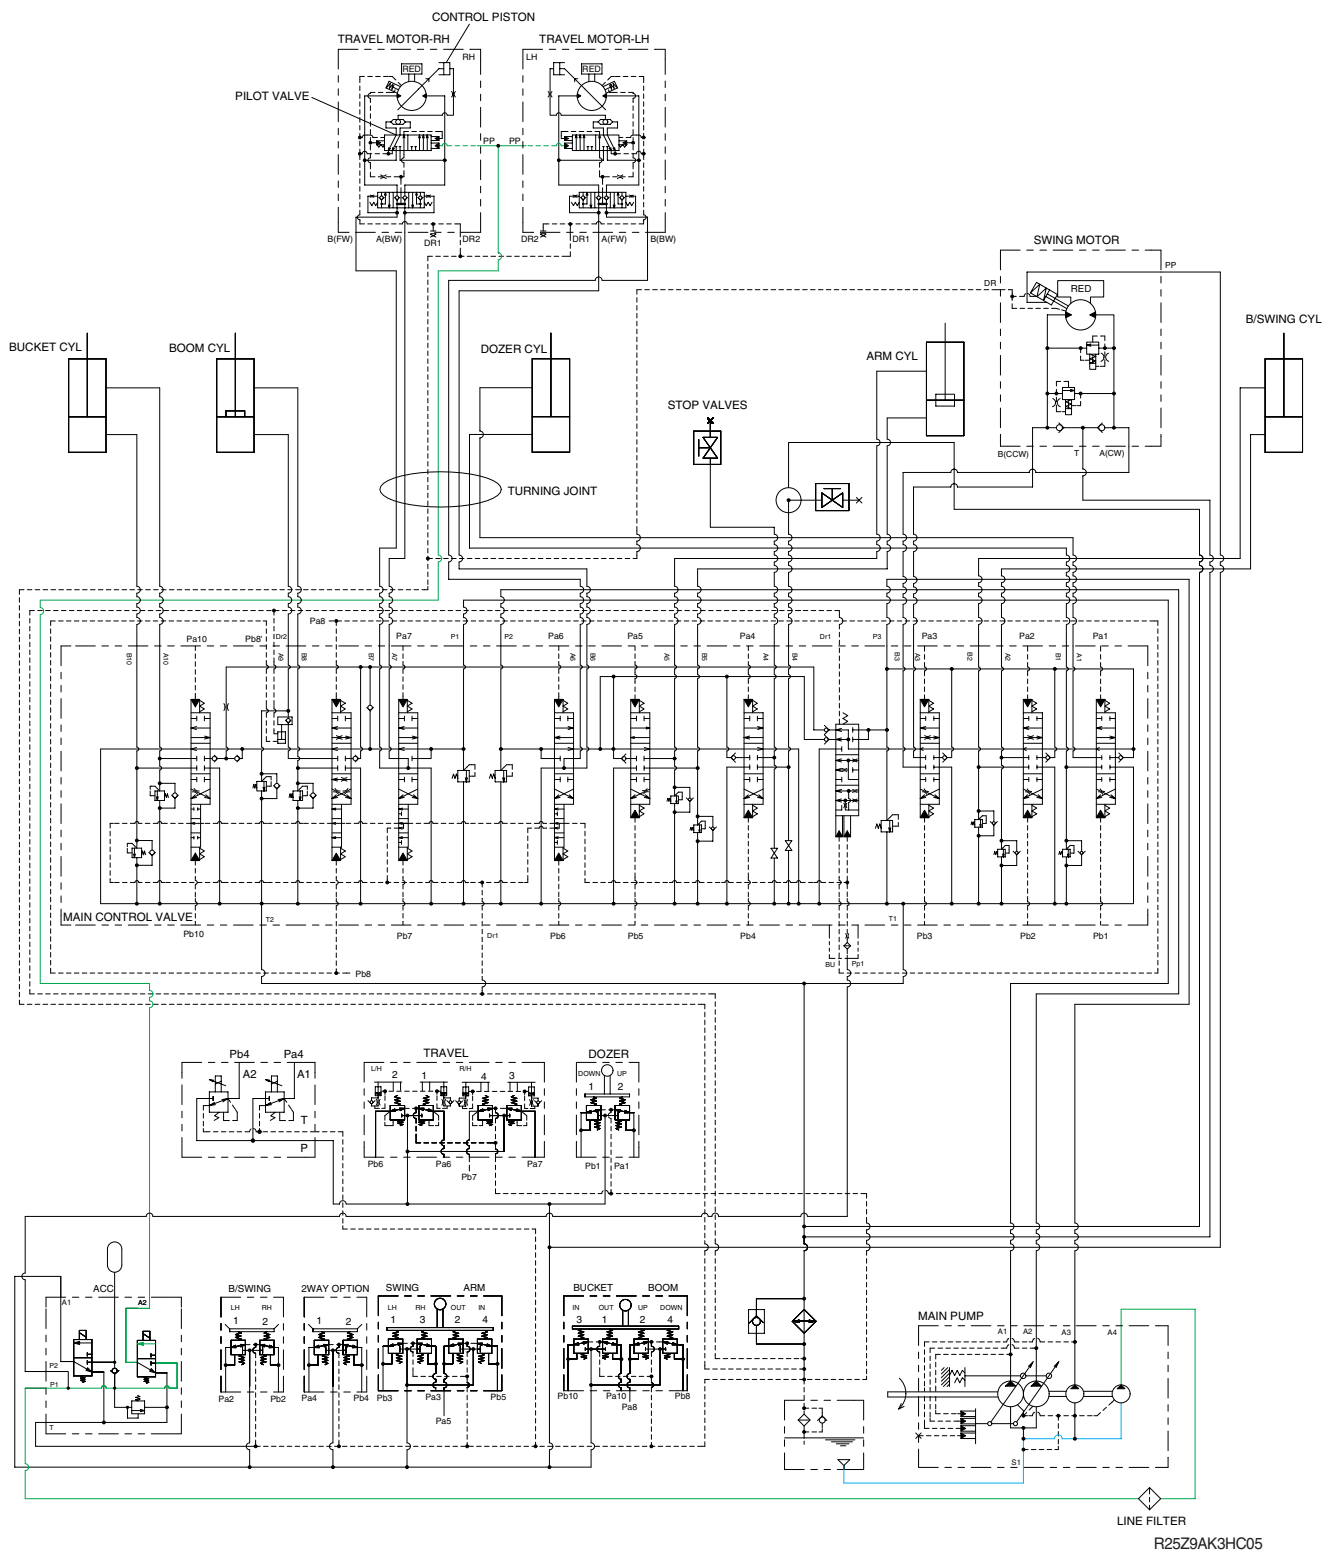 CONTROL PISTON
TRAVEL MOTOR-RH
TRAVEL MOTOR-LH
RH
LH
RED
RED
PILOT VALVE
PP
PP
B(FW)
A(BW)
DR1
DR2
DR2
DR1
A(FW)
B(BW)
SWING MOTOR
PP
DR
RED
B/SWING CYL
BUCKET CYL
BOOM CYL
DOZER CYL
ARM CYL
STOP VALVES
B(CCW)
T
A(CW)
TURNING JOINT
Pa8
Pa10
Pb8'
Dr2
Pa7
P1
P2
Pa6
Pa5
Pa4
Dr1
P3
Pa3
Pa2
Pa1
B10
A10
A9
B8
B7
A7
A6
B6
A5
B5
A4
B4
B3
A3
B2
A2
B1
A1
MAIN CONTROL VALVE
T2
T1
Pb10
Pb7
Dr1
Pb6
Pb5
Pb4
Pb3
Pb2
Pb1
BU
Pp1
Pb8
Pb4
Pa4
A2
A1
T
P
TRAVEL
L/H
R/H
2
1
4
3
Pb6
Pa6
Pb7
Pa7
DOZER
DOWN
UP
1
2
Pb1
Pa1
ACC
A1
A2
P2
P1
T
B/SWING
LH
RH
1
2
Pa2
Pb2
2WAY OPTION
1
2
Pa4
Pb4
SWING
ARM
LH
RH
OUT
IN
1
3
2
4
Pb3
Pa3
Pb5
Pa5
BUCKET
BOOM
IN
OUT
UP
DOWN
3
1
2
4
Pb10
Pa10
Pb8
Pa8
MAIN PUMP
A1
A2
A3
A4
S1
LINE FILTER
R25Z9AK3HC05